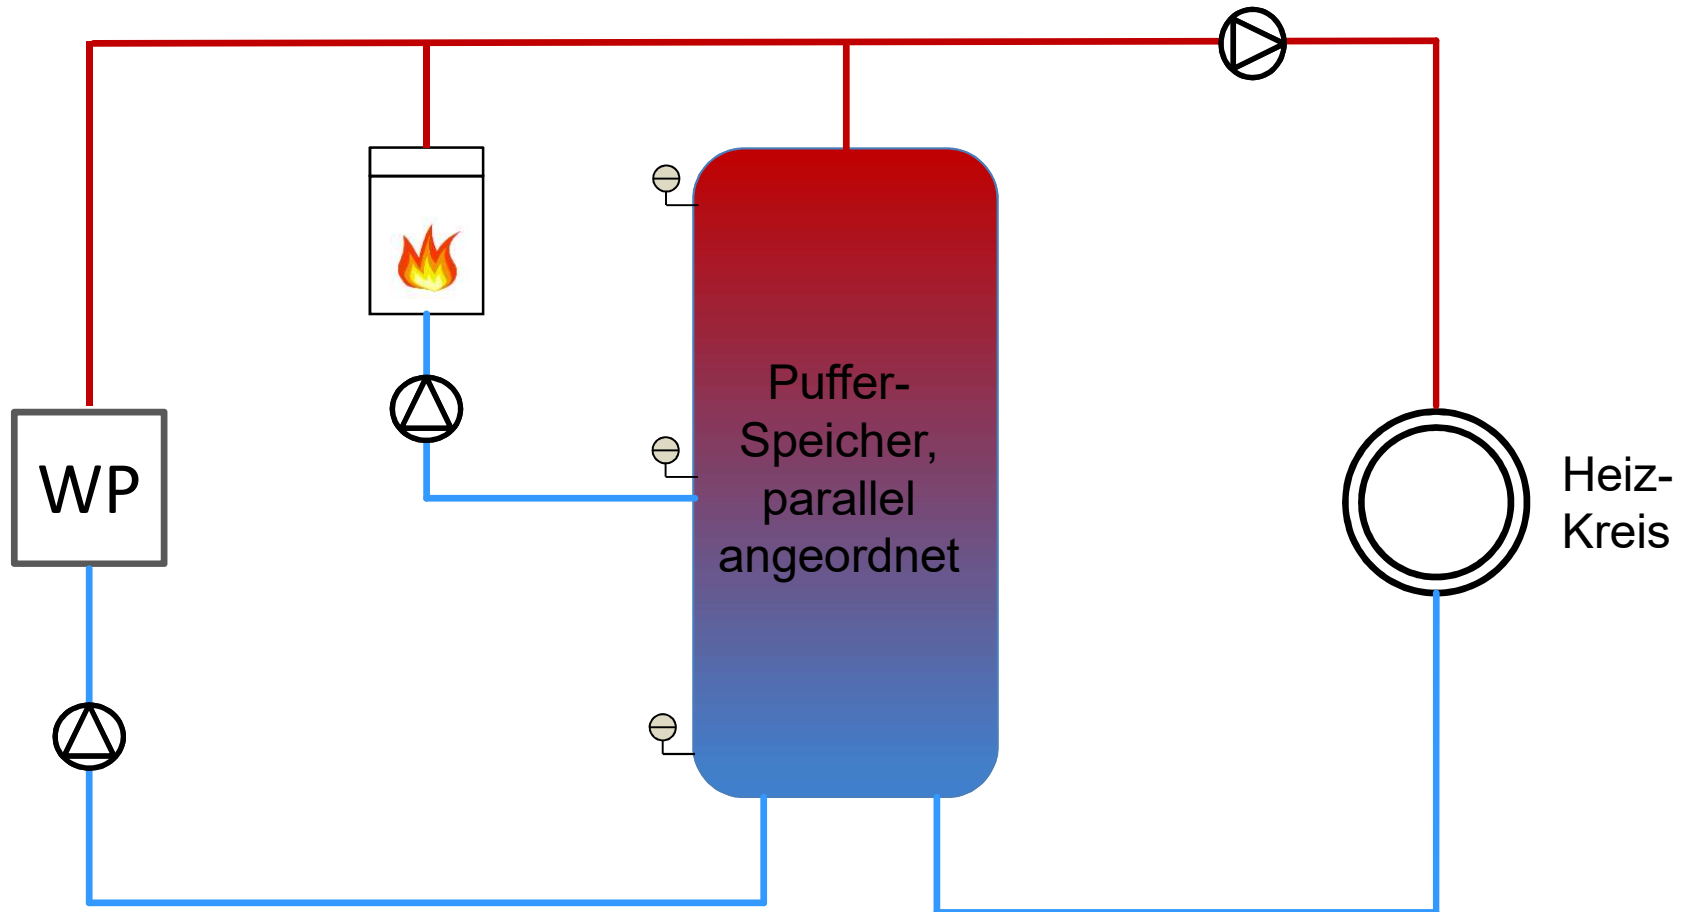 WP
Puffer-
Speicher,
parallel
angeordnet
Heiz-
Kreis